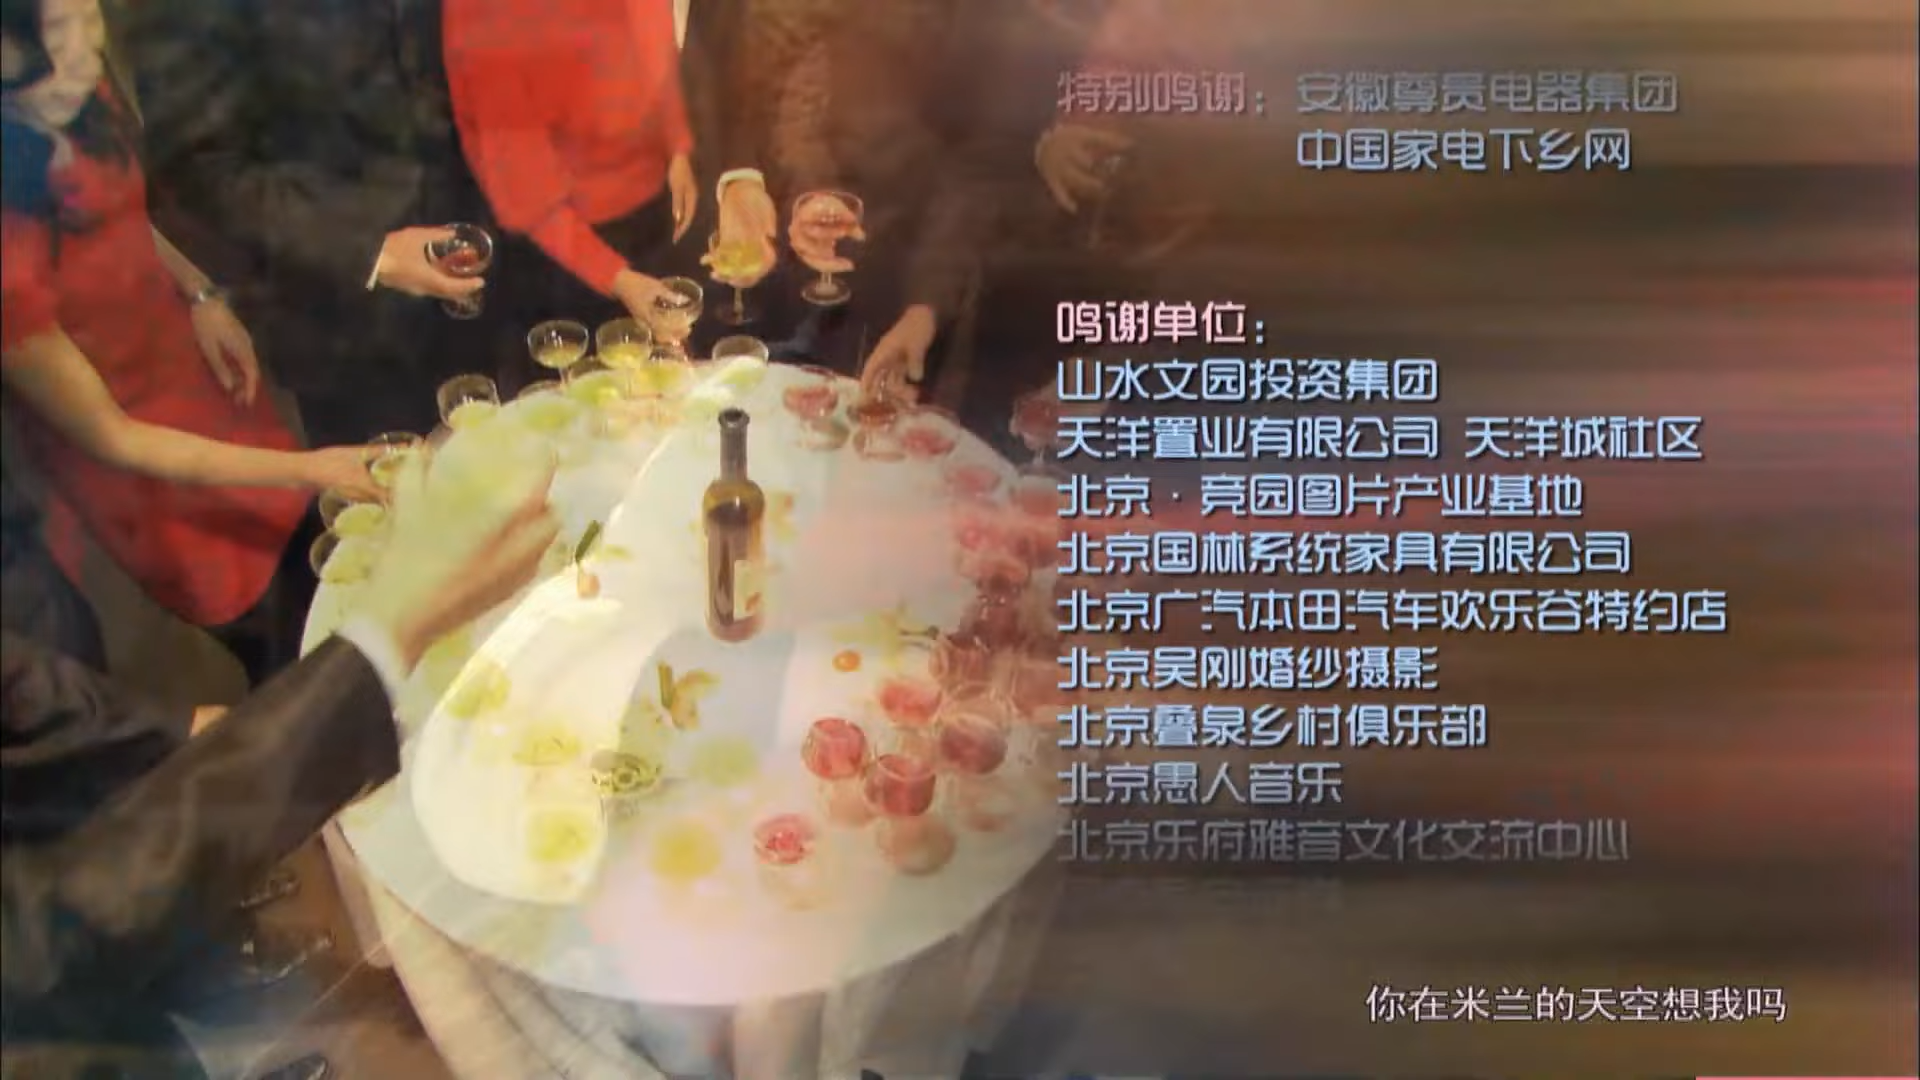 特别鸣谢：安徽尊贵电器集团
中国家电下乡网
鸣谢单位：
山水文园投资集团
天洋置业有限公司 天洋城社区
北京·竞园图片产业基地
北京国林系统家具有限公司
北京广汽本田汽车欢乐谷特约店
北京吴刚婚纱摄影
北京叠泉乡村俱乐部
北京愚人音乐
北京乐府雅音文化交流中心
你在米兰的天空想我吗